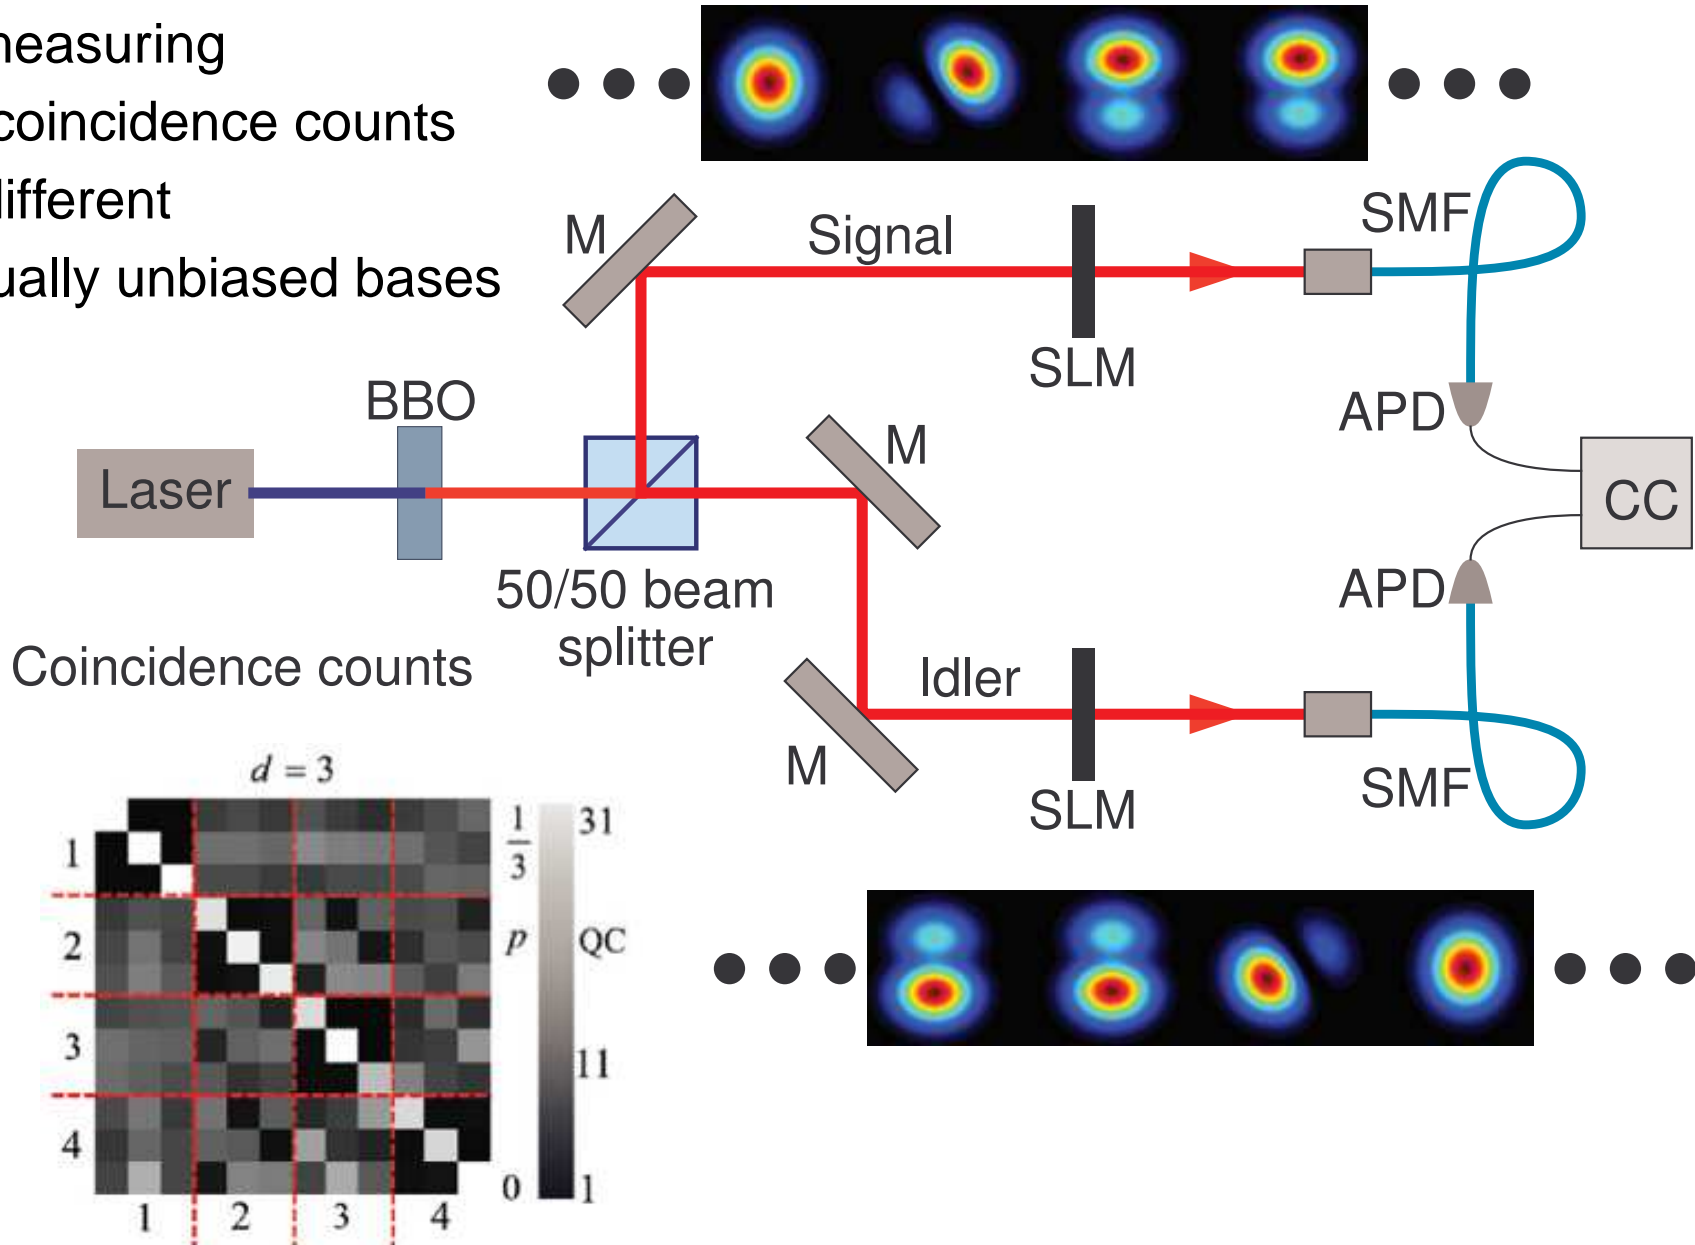 neasuring
coincidence counts
different
ually unbiased bases
M
Signal
SLM
SMF
BBO
Laser
50/50 beam
splitter
M
APD
CC
APD
Coincidence counts
Idler
M
SLM
SMF
d = 3
1
2
3
4
1
2
3
4
1
3
p
0
31
QC
11
1